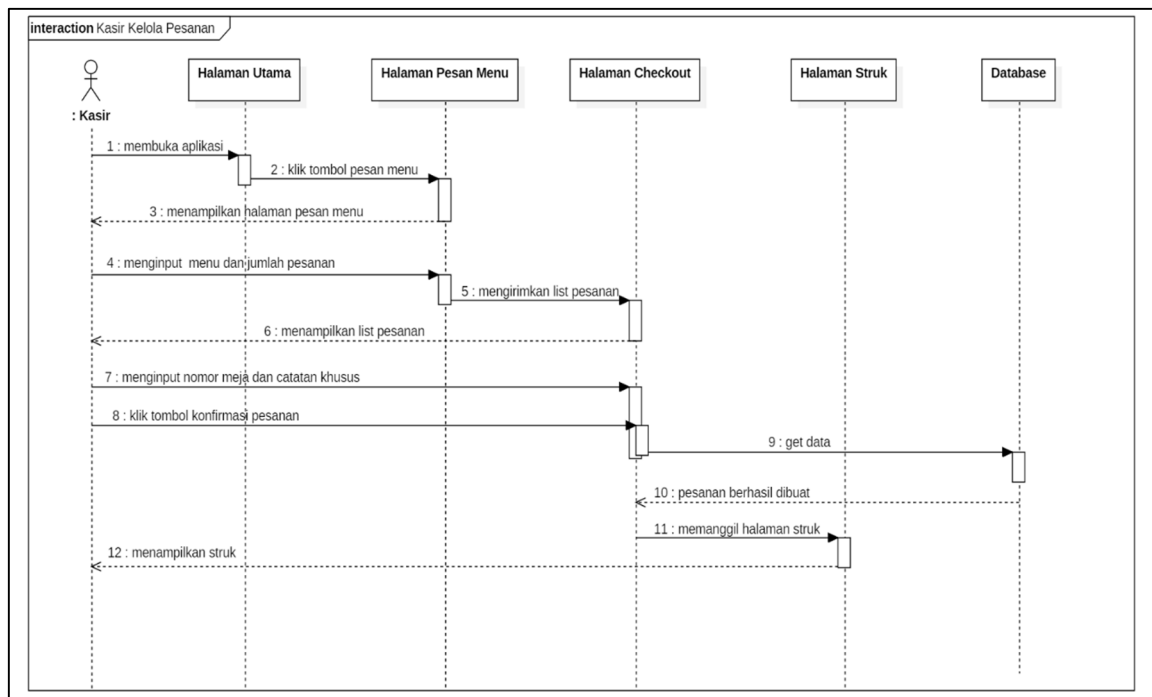 interaction Kasir Kelola Pesanan
Halaman Utama
Halaman Pesan Menu
Halaman Checkout
Halaman Struk
Database
: Kasir
1 : membuka aplikasi
2 : klik tombol pesan menu
3 : menampilkan halaman pesan menu
4 : menginput menu dan jumlah pesanan
5 : mengirimkan list pesanan
6 : menampilkan list pesanan
7 : menginput nomor meja dan catatan khusus
8 : klik tombol konfirmasi pesanan
9 : get data
10 : pesanan berhasil dibuat
11 : memanggil halaman struk
12 : menampilkan struk